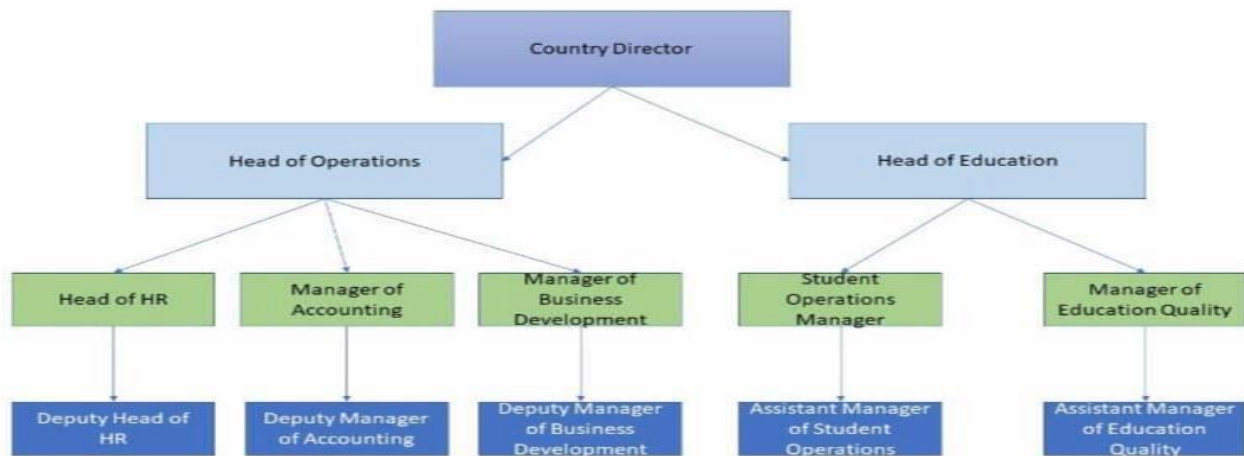 Country Director
Head of Operations
Head of Education
Head of HR
Manager of
Accounting
Manager of
Business
Development
Student
Operations
Manager
Manager of
Education Quality
Deputy Head of
HR
Deputy Manager
of Accounting
Deputy Manager
of Business
Development
Assistant Manager
of Student
Operations
Assistant Manager
of Education
Quality